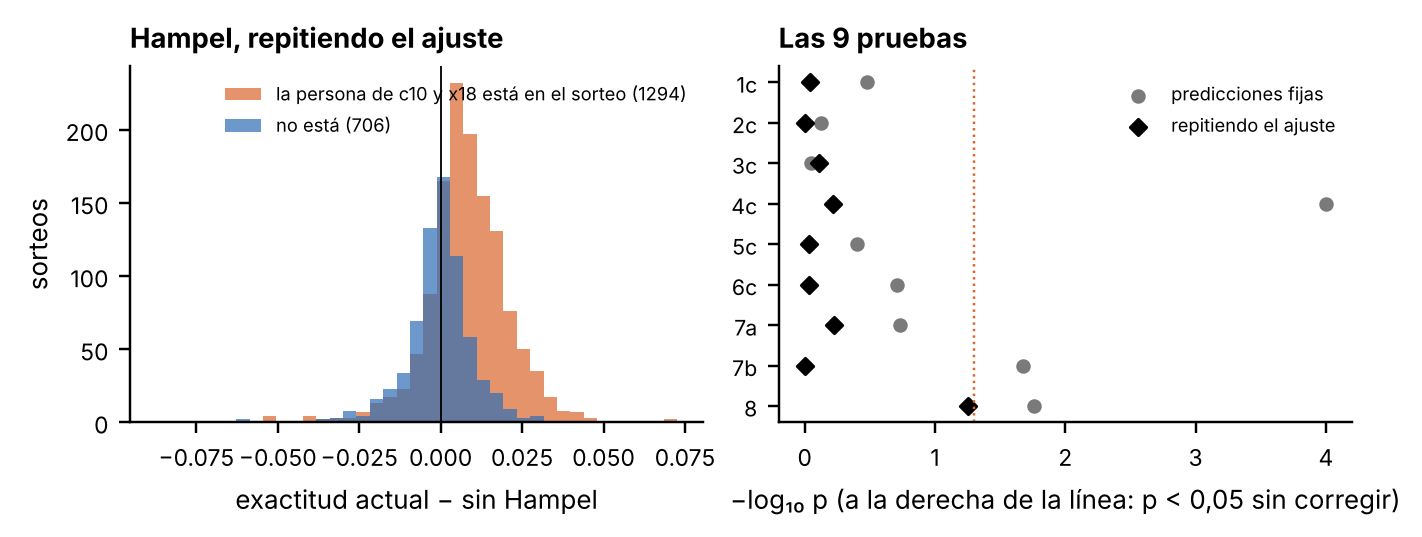 Hampel, repitiendo el ajuste
la persona de c10 y x18 está en el sorteo (1294)
no está (706)
sorteos
200
150
100
50
0
−0.075 −0.050 −0.025 0.000 0.025 0.050 0.075
exactitud actual − sin Hampel
Las 9 pruebas
1c
2c
3c
4c
5c
6c
7a
7b
8
predicciones fijas
repitiendo el ajuste
0 1 2 3 4
−log₁₀ p (a la derecha de la línea: p < 0,05 sin corregir)